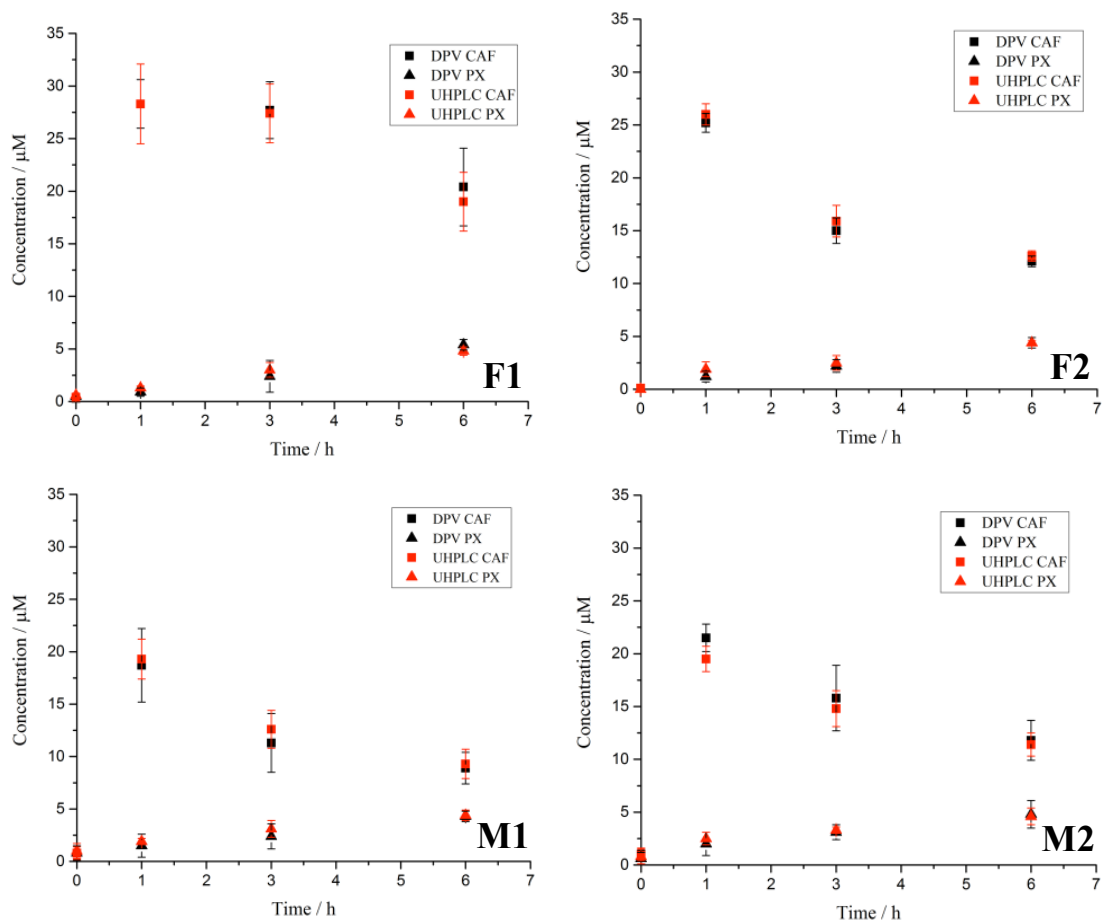 35
30
25
20
15
10
5
0
Concentration / μM
DPV CAF
DPV PX
UHPLC CAF
UHPLC PX
F1
0 1 2 3 4 5 6 7
Time / h
35
30
25
20
15
10
5
0
Concentration / μM
DPV CAF
DPV PX
UHPLC CAF
UHPLC PX
F2
0 1 2 3 4 5 6 7
Time / h
35
30
25
20
15
10
5
0
Concentration / μM
DPV CAF
DPV PX
UHPLC CAF
UHPLC PX
M1
0 1 2 3 4 5 6 7
Time / h
35
30
25
20
15
10
5
0
Concentration / μM
DPV CAF
DPV PX
UHPLC CAF
UHPLC PX
M2
0 1 2 3 4 5 6 7
Time / h